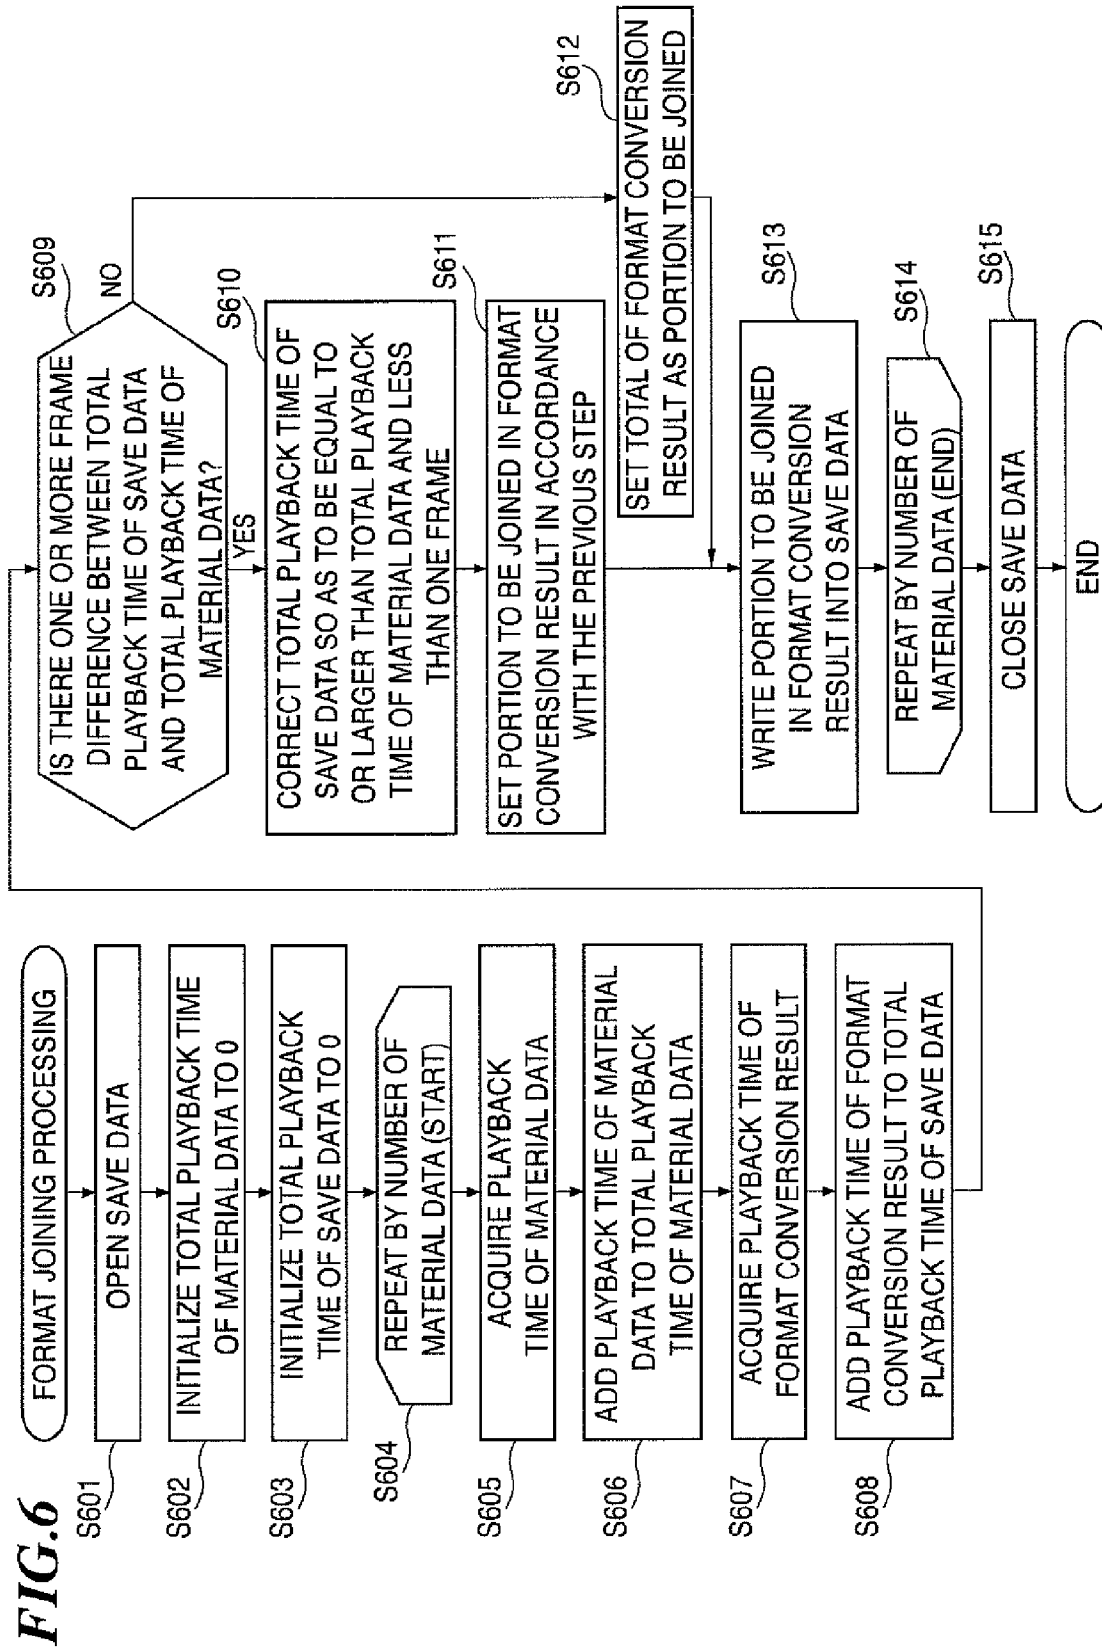 FIG.6
FORMAT JOINING PROCESSING
S601
OPEN SAVE DATA
S602
INITIALIZE TOTAL PLAYBACK TIME
OF MATERIAL DATA TO 0
S603
INITIALIZE TOTAL PLAYBACK
TIME OF SAVE DATA TO 0
S604
REPEAT BY NUMBER OF
MATERIAL DATA (START)
S605
ACQUIRE PLAYBACK
TIME OF MATERIAL DATA
S606
ADD PLAYBACK TIME OF MATERIAL
DATA TO TOTAL PLAYBACK
TIME OF MATERIAL DATA
S607
ACQUIRE PLAYBACK TIME OF
FORMAT CONVERSION RESULT
S608
ADD PLAYBACK TIME OF FORMAT
CONVERSION RESULT TO TOTAL
PLAYBACK TIME OF SAVE DATA
S609
IS THERE ONE OR MORE FRAME
DIFFERENCE BETWEEN TOTAL
PLAYBACK TIME OF SAVE DATA
AND TOTAL PLAYBACK TIME OF
MATERIAL DATA?
NO
YES
S610
CORRECT TOTAL PLAYBACK TIME OF
SAVE DATA SO AS TO BE EQUAL TO
OR LARGER THAN TOTAL PLAYBACK
TIME OF MATERIAL DATA AND LESS
THAN ONE FRAME
S611
SET PORTION TO BE JOINED IN FORMAT
CONVERSION RESULT IN ACCORDANCE
WITH THE PREVIOUS STEP
S612
SET TOTAL OF FORMAT CONVERSION
RESULT AS PORTION TO BE JOINED
S613
WRITE PORTION TO BE JOINED
IN FORMAT CONVERSION
RESULT INTO SAVE DATA
S614
REPEAT BY NUMBER OF
MATERIAL DATA (END)
S615
CLOSE SAVE DATA
END